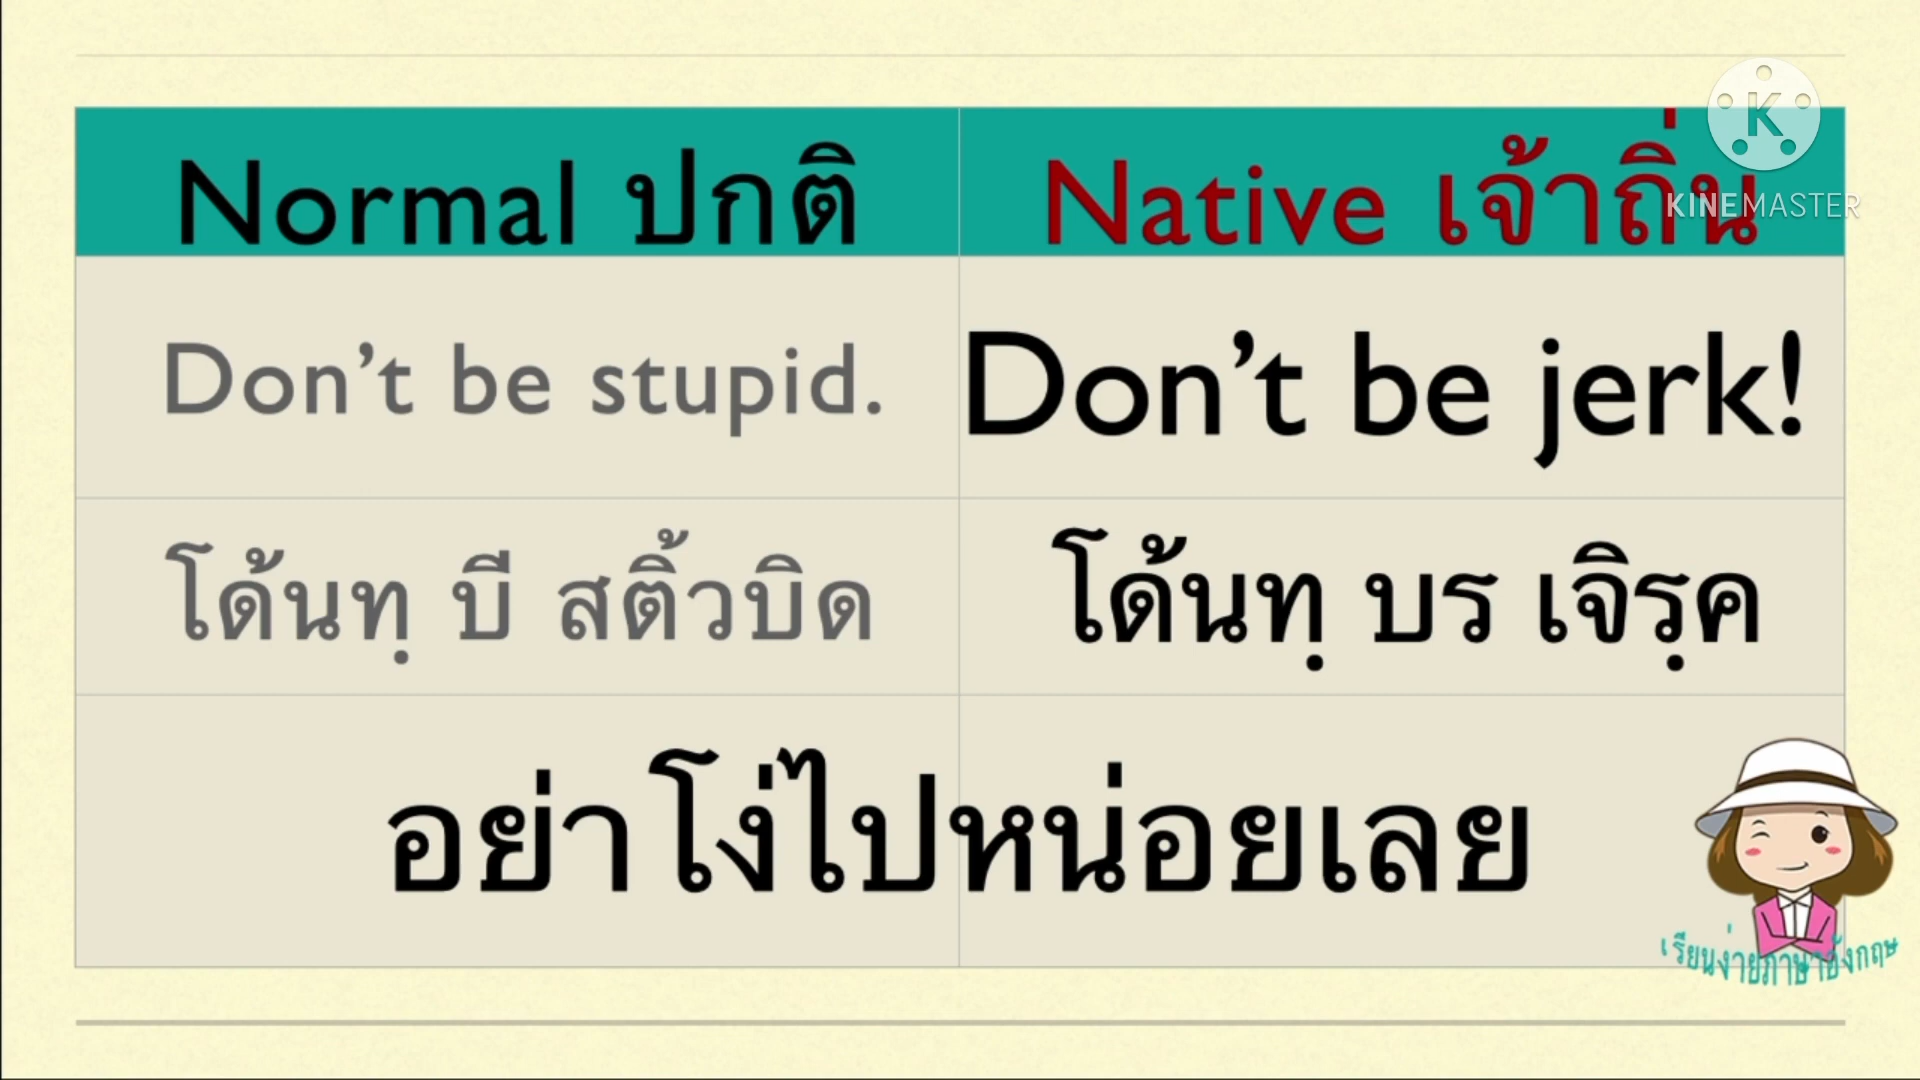 Normal ปกติ
Native เจ้าถิ่น
KINEMASTER
Don't be stupid.
Don't be jerk!
โด้นทฺ บี สติ้วบิด
โด้นทฺ บร เจิรฺค
อย่าโง่ไปหน่อยเลย
เรียนง่ายภาษาอังกฤษ